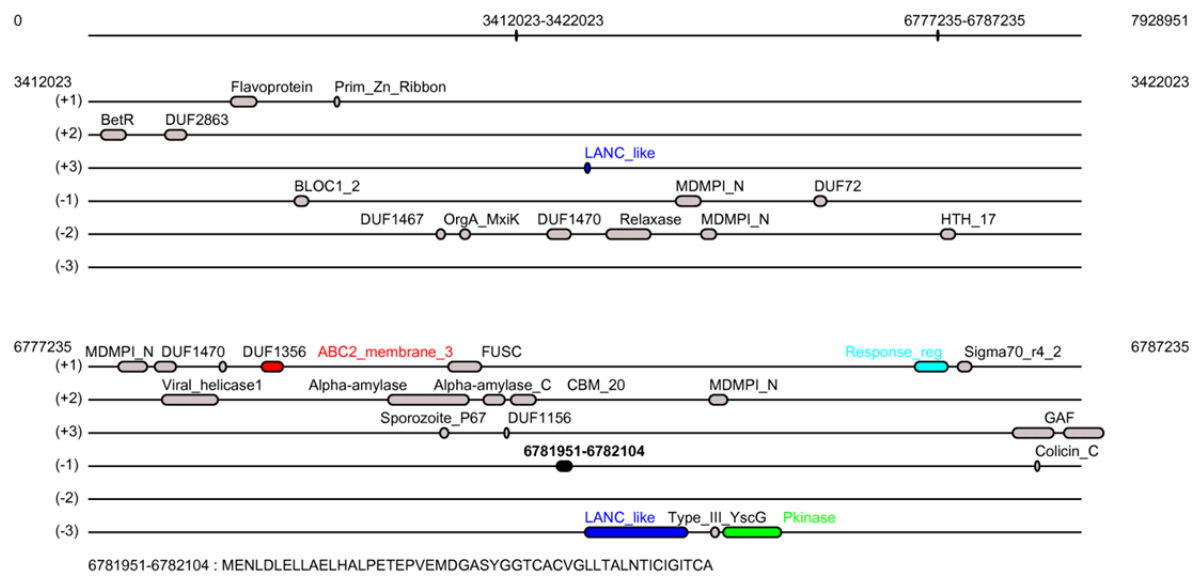 0 3412023-3422023 6777235-6787235 7928951
3412023 3422023
Flavoprotein Prim_Zn_Ribbon
(+1)
BetR DUF2863
(+2)
LANC_like
(+3)
BLOC1_2 MDMPI_N DUF72
(-1)
DUF1467 OrgA_MxiK DUF1470 Relaxase MDMPI_N HTH_17
(-2)
(-3)
6777235 6787235
MDMPI_N DUF1470 DUF1356 ABC2_membrane_3 FUSC Response_reg Sigma70_r4_2
(+1)
Viral_helicase1 Alpha-amylase Alpha-amylase_C CBM_20 MDMPI_N
(+2)
Sporozoite_P67 DUF1156 GAF
(+3)
6781951-6782104 Colicin_C
(-1)
(-2)
LANC_like Type_III_YscG Pkinase
(-3)
6781951-6782104 : MENLDLELLAELHALPETEPVEMDGASYGGTCACVGLLTALNTICIGITCA